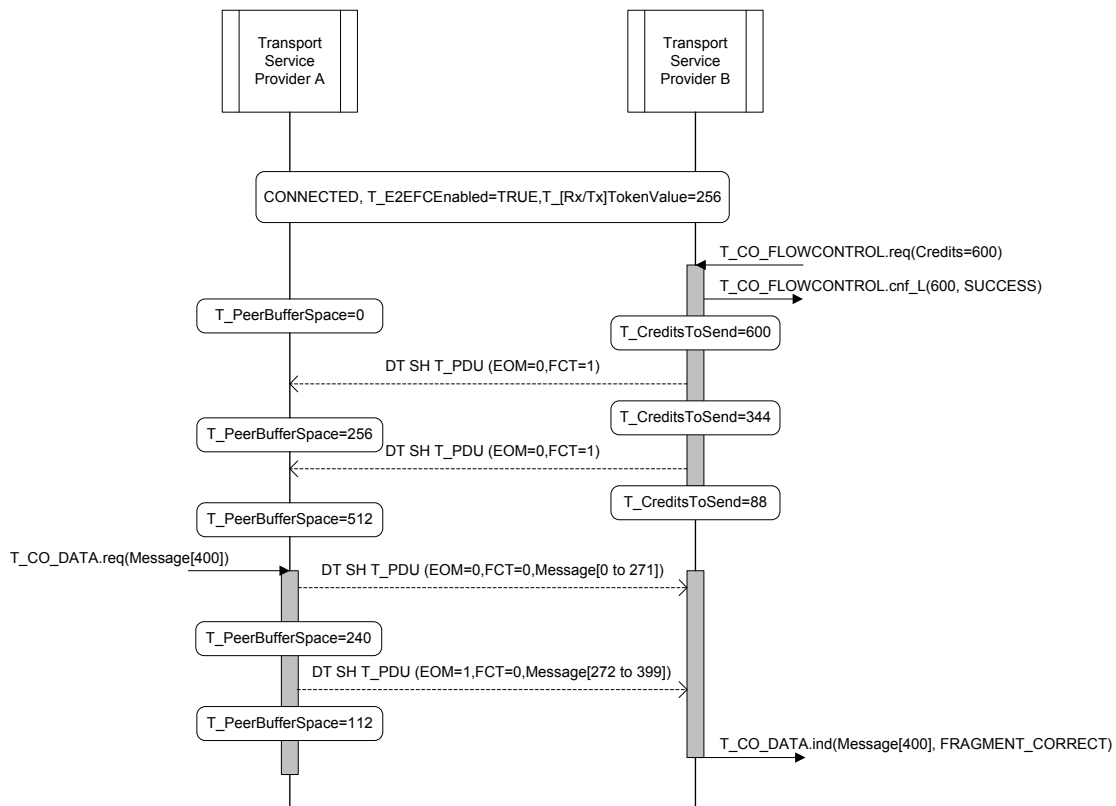 Transport
Service
Provider A
Transport
Service
Provider B
CONNECTED, T_E2EFCEnabled=TRUE,T_[Rx/Tx]TokenValue=256
T_CO_FLOWCONTROL.req(Credits=600)
T_CO_FLOWCONTROL.cnf_L(600, SUCCESS)
T_PeerBufferSpace=0
T_CreditsToSend=600
DT SH T_PDU (EOM=0,FCT=1)
T_CreditsToSend=344
T_PeerBufferSpace=256
DT SH T_PDU (EOM=0,FCT=1)
T_CreditsToSend=88
T_PeerBufferSpace=512
T_CO_DATA.req(Message[400])
DT SH T_PDU (EOM=0,FCT=0,Message[0 to 271])
T_PeerBufferSpace=240
DT SH T_PDU (EOM=1,FCT=0,Message[272 to 399])
T_PeerBufferSpace=112
T_CO_DATA.ind(Message[400], FRAGMENT_CORRECT)